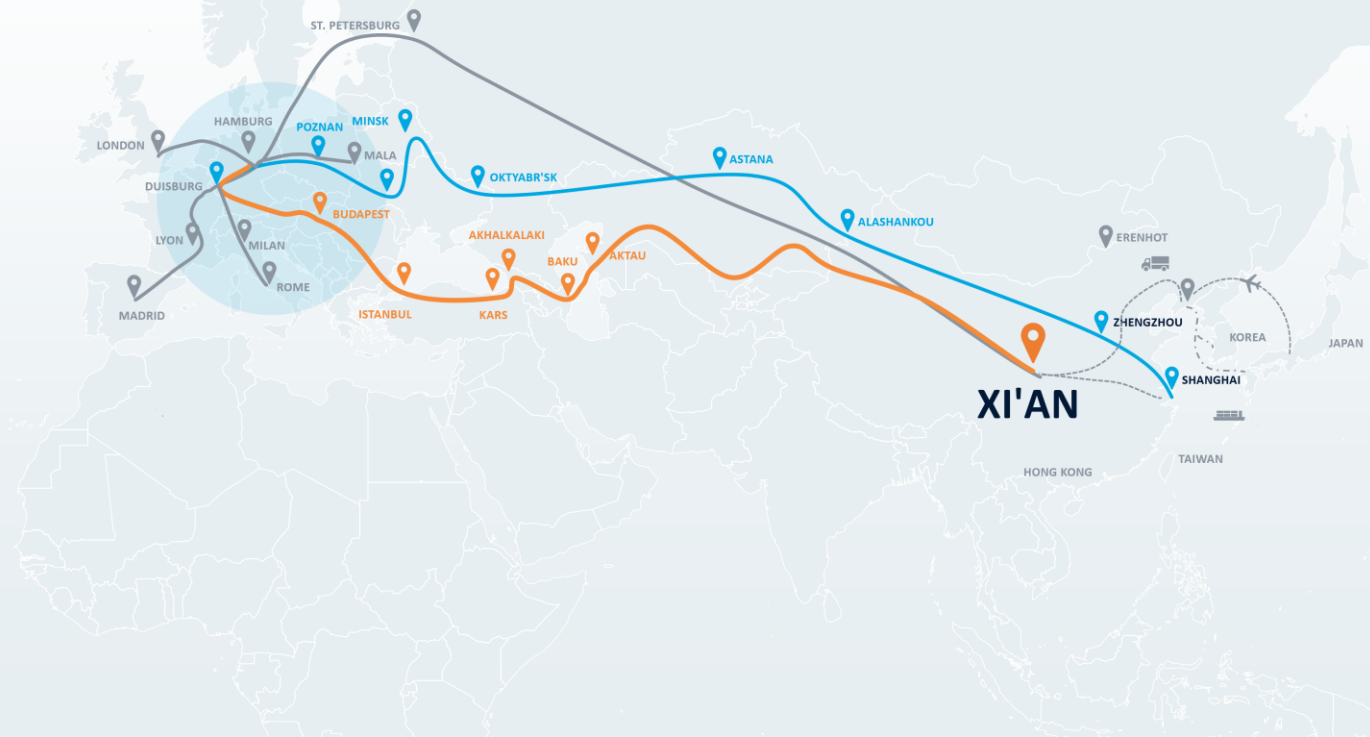 ST. PETERSBURG
HAMBURG
POZNAN
MINSK
LONDON
MALA
ASTANA
DUISBURG
OKTYABR'SK
BUDAPEST
ALASHANKOU
LYON
MILAN
AKHALKALAKI
ERENHOT
BAKU
AKTAU
ROME
MADRID
ISTANBUL
KARS
ZHENGZHOU
KOREA
JAPAN
SHANGHAI
XI'AN
TAIWAN
HONG KONG